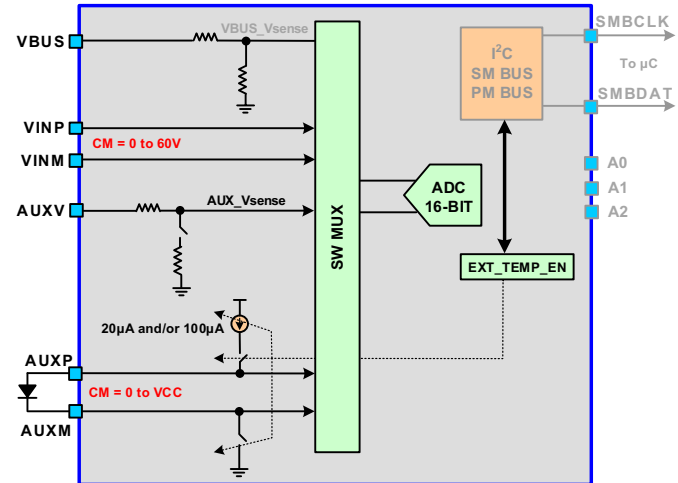 VBUS
VBUS_Vsense
VINP
CM = 0 to 60V
VINM
AUXV
AUX_Vsense
20µA and/or 100µA
AUXP
CM = 0 to VCC
AUXM
SW MUX
ADC
16-BIT
I²C
SM BUS
PM BUS
EXT_TEMP_EN
SMBCLK
To µC
SMBDAT
A0
A1
A2